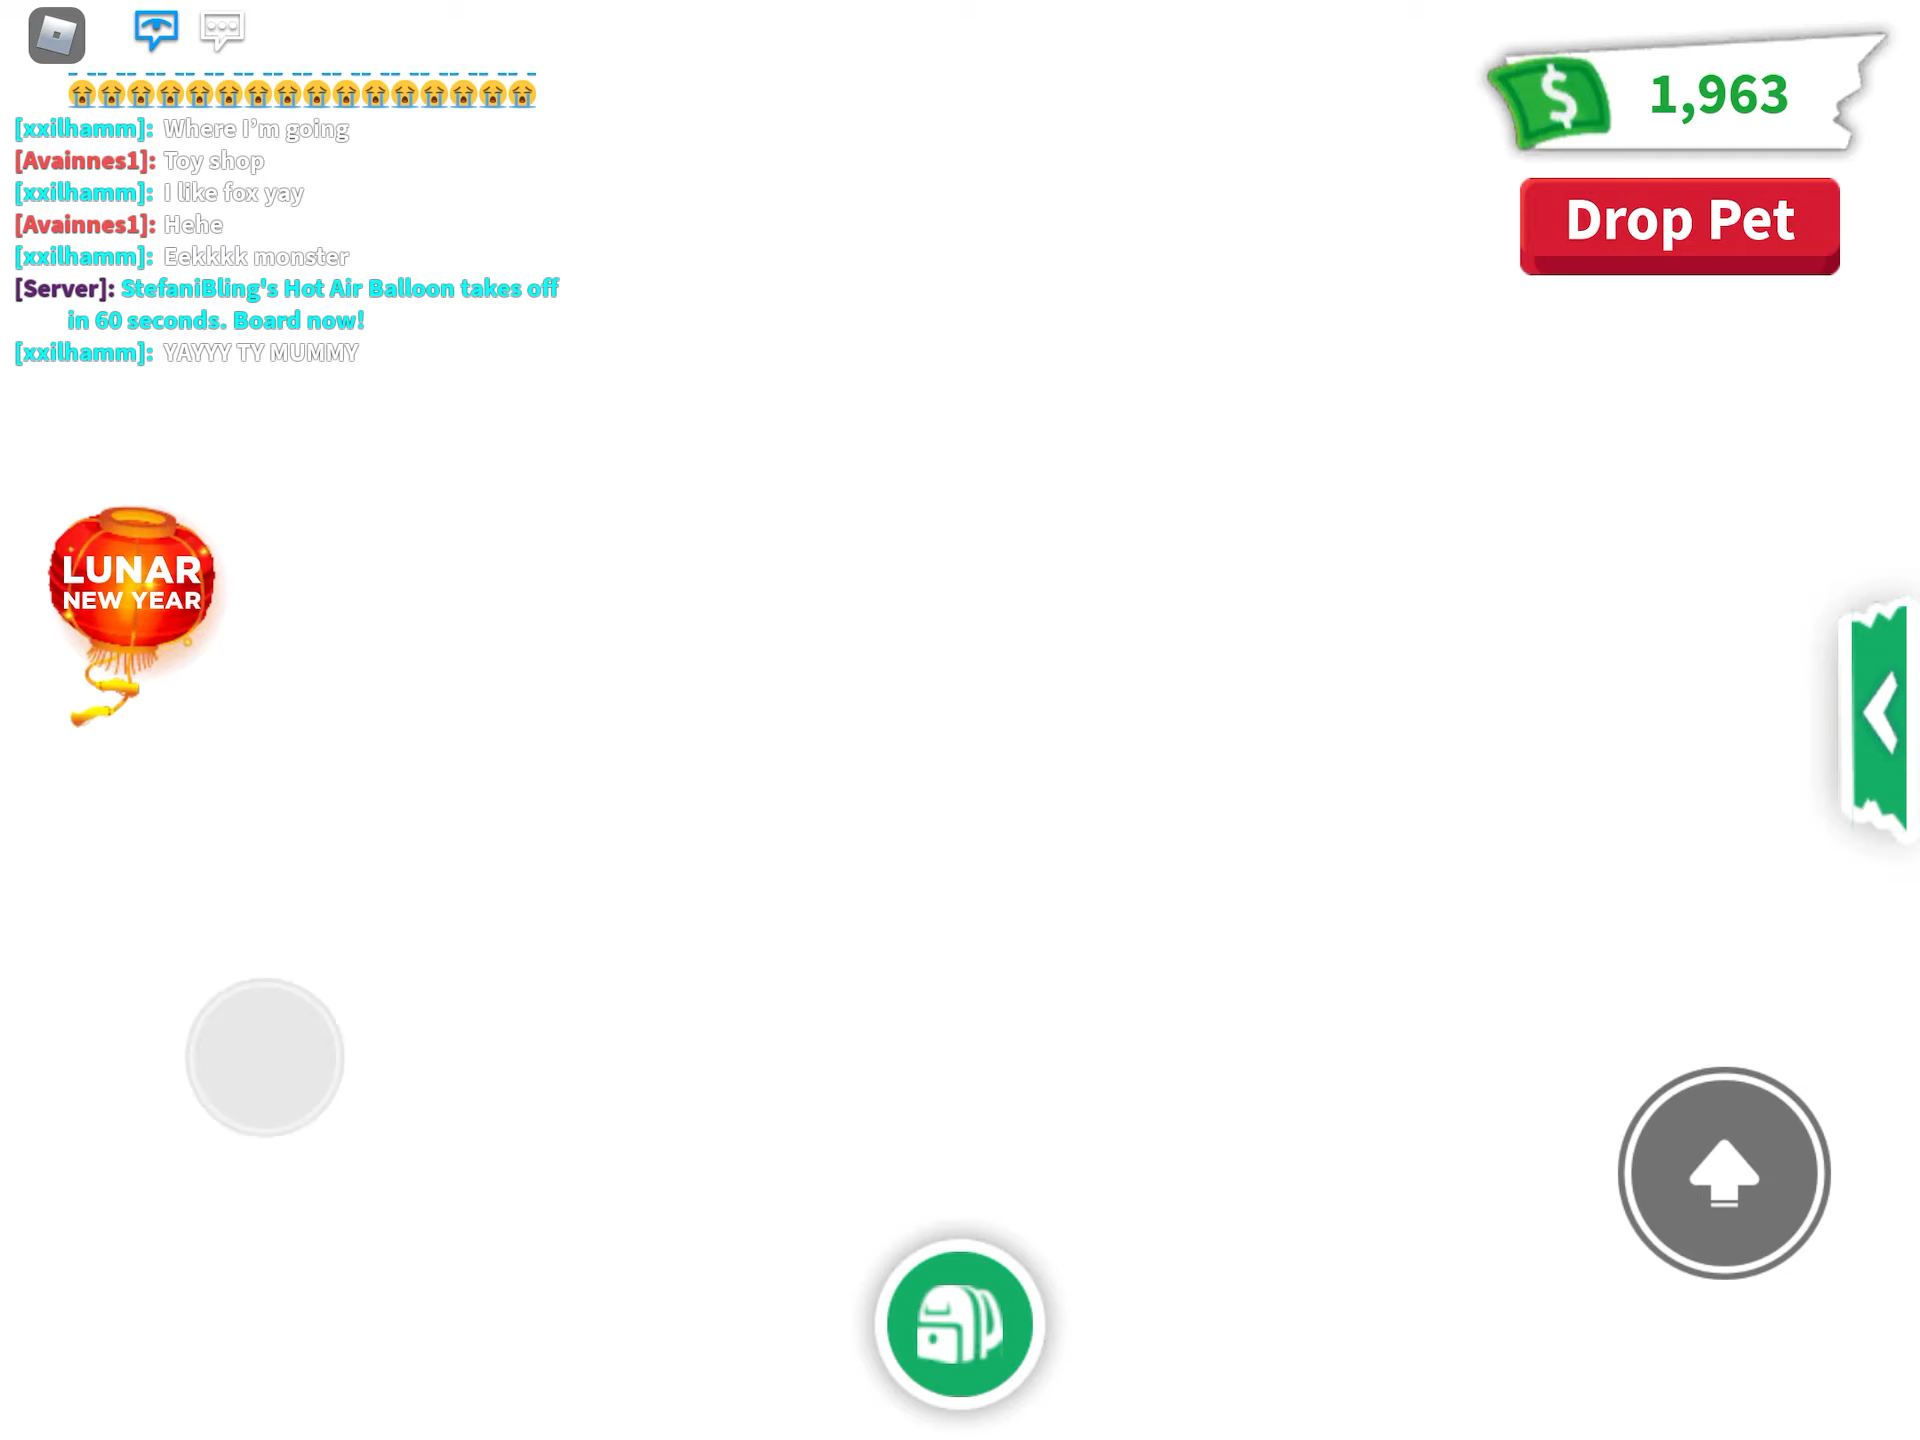 😭😭😭😭😭😭😭😭😭😭😭😭😭😭😭😭
1,963
Drop Pet
[xxilhamm]: Where I'm going
[Avainnes1]: Toy shop
[xxilhamm]: I like fox yay
[Avainnes1]: Hehe
[xxilhamm]: Eekkkk monster
[Server]: StefaniBling's Hot Air Balloon takes off
in 60 seconds. Board now!
[xxilhamm]: YAYYY TY MUMMY
LUNAR
NEW YEAR